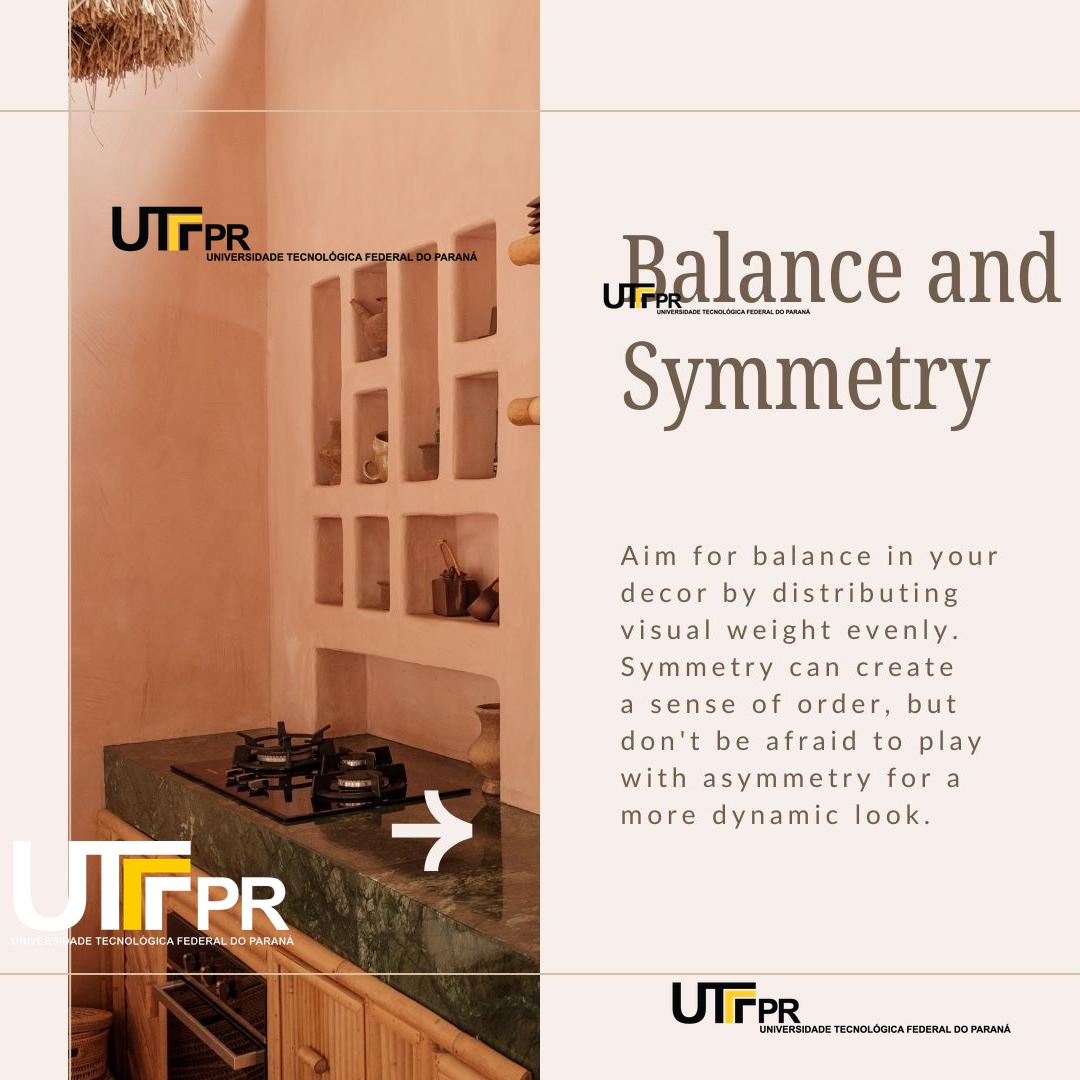 UTFPR
UNIVERSIDADE TECNOLÓGICA FEDERAL DO PARANÁ
Balance and
UTFPR
UNIVERSIDADE TECNOLÓGICA FEDERAL DO PARANÁ
Symmetry
Aim for balance in your
decor by distributing
visual weight evenly.
Symmetry can create
a sense of order, but
don't be afraid to play
with asymmetry for a
more dynamic look.
UTFPR
UNIVERSIDADE TECNOLÓGICA FEDERAL DO PARANÁ
UTFPR
UNIVERSIDADE TECNOLÓGICA FEDERAL DO PARANÁ